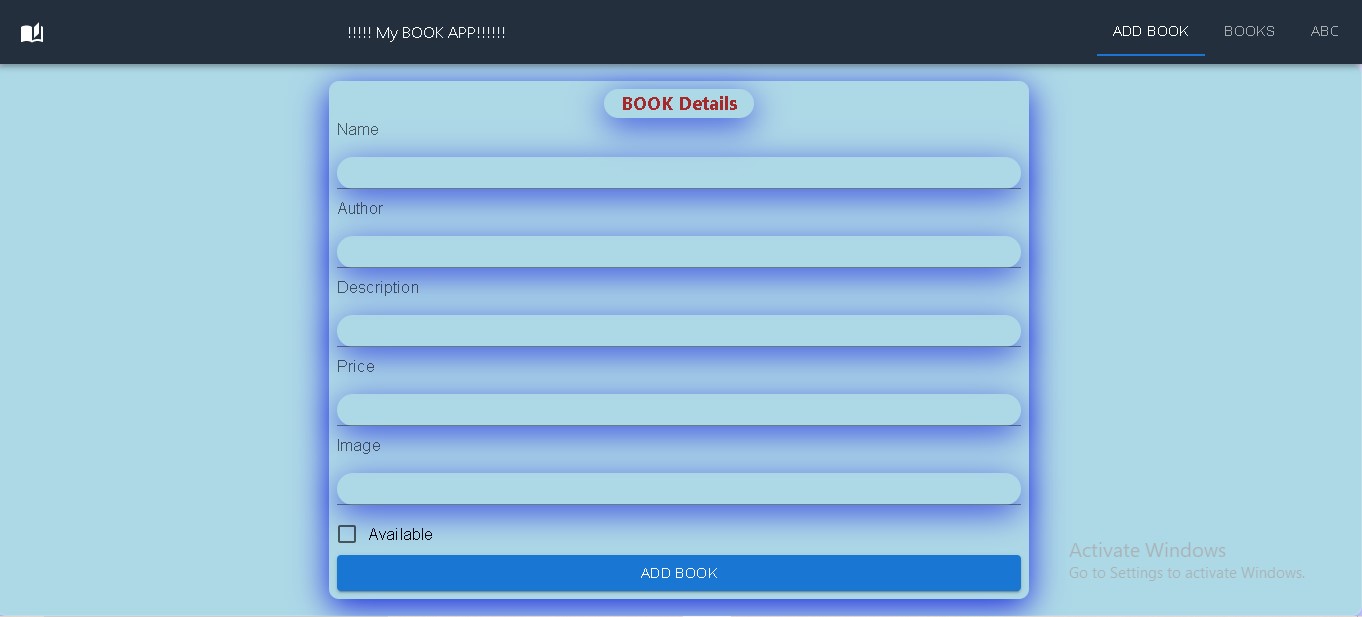 !!!!! My BOOK APP!!!!!! ADD BOOK BOOKS ABC
BOOK Details
Name
Author
Description
Price
Image
Available
ADD BOOK
Activate Windows
Go to Settings to activate Windows.